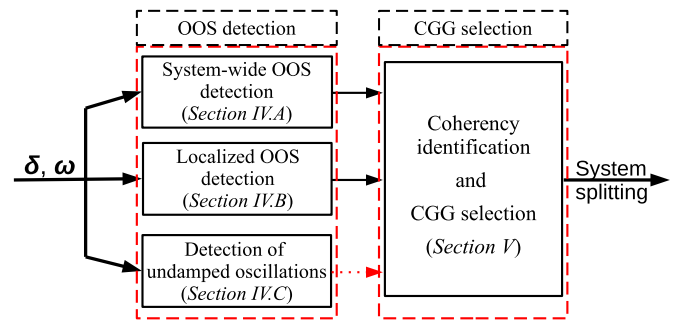 OOS detection
CGG selection
System-wide OOS
detection
(Section IV.A)
δ, ω
Localized OOS
detection
(Section IV.B)
Detection of
undamped oscillations
(Section IV.C)
Coherency
identification
and
CGG selection
(Section V)
System
splitting